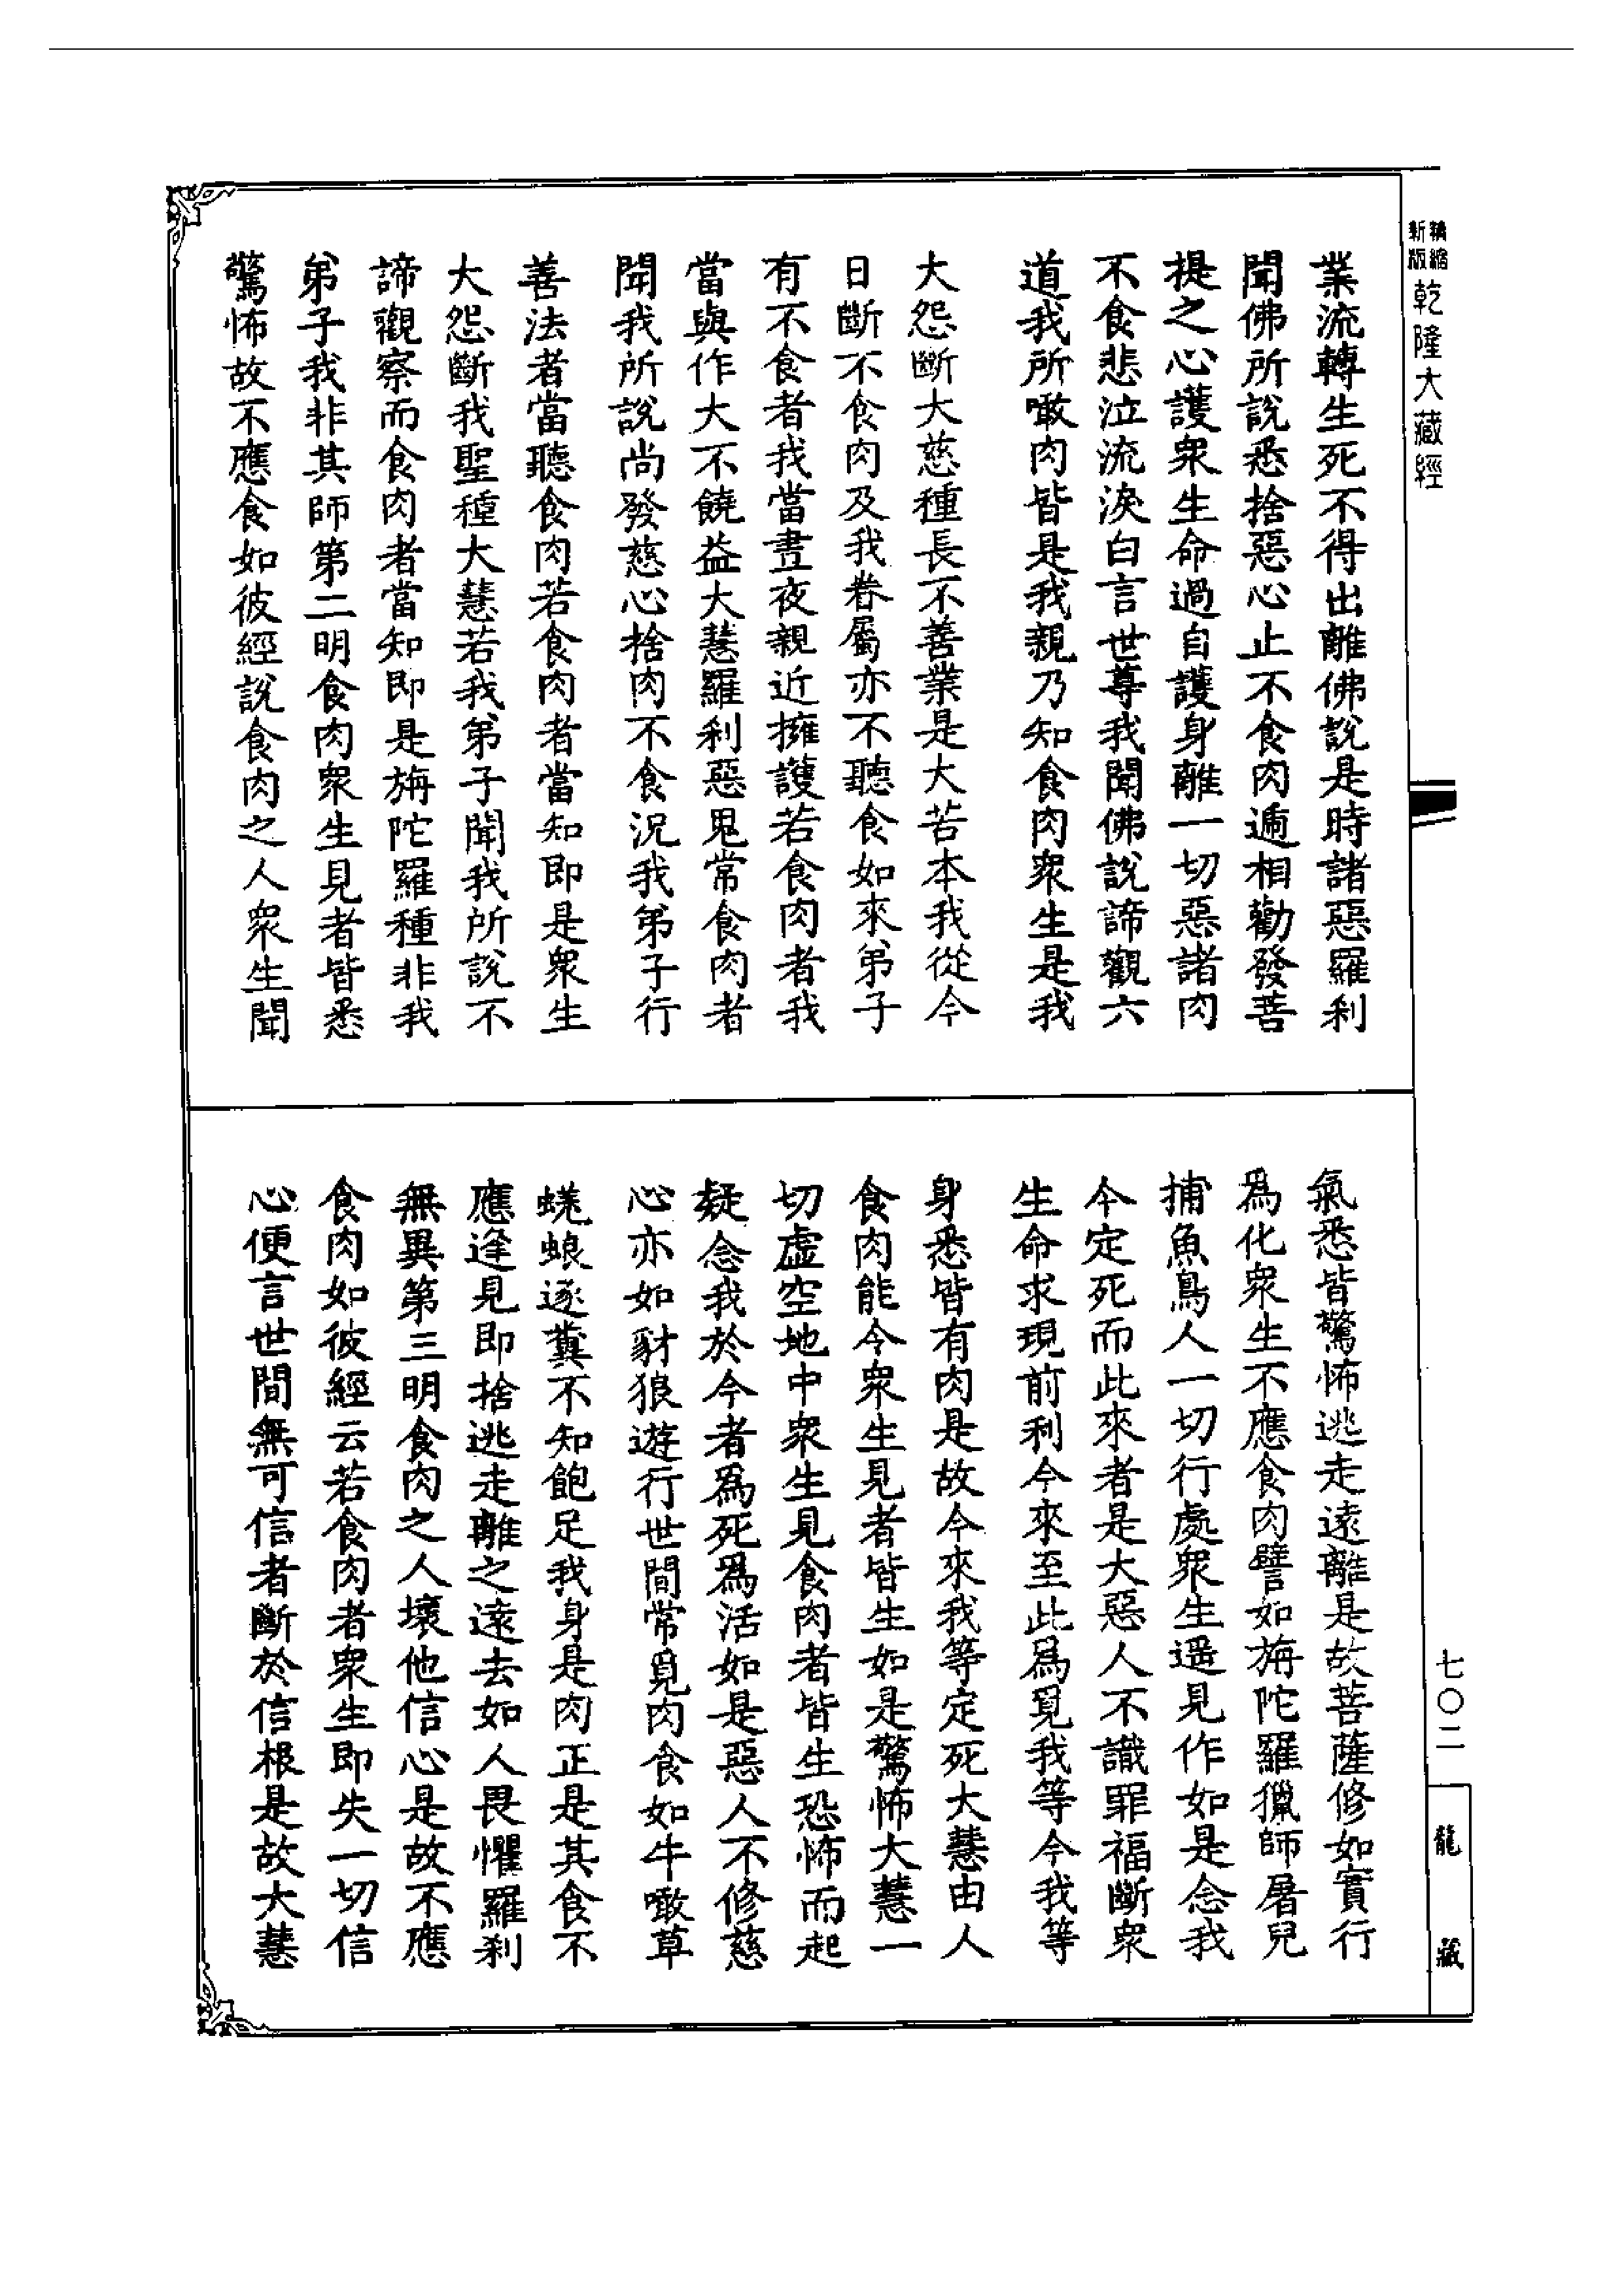 精縮
新版
乾隆大藏經
業流轉生死不得出離佛說是時諸惡羅刹
聞佛所說悉捨惡心止不食肉遞相勸發菩
提之心護衆生命過自護身離一切惡諸肉
不食悲泣流淚白言世尊我聞佛說諦觀六
道我所噉肉皆是我親乃知食肉衆生是我
大怨斷大慈種長不善業是大苦本我從今
日斷不食肉及我眷屬亦不聽食如來弟子
有不食者我當晝夜親近擁護若食肉者我
當與作大不饒益大慧羅刹惡鬼常食肉者
聞我所說尚發慈心捨肉不食況我弟子行
善法者當聽食肉若食肉者當知即是衆生
大怨斷我聖種大慧若我弟子聞我所說不
諦觀察而食肉者當知即是旃陀羅種非我
弟子我非其師第二明食肉衆生見者皆悉
驚怖故不應食如彼經說食肉之人衆生聞
氣悉皆驚怖逃走遠離是故菩薩修如實行
爲化衆生不應食肉譬如旃陀羅獵師屠兒
捕魚鳥人一切行處衆生遥見作如是念我
今定死而此來者是大惡人不識罪福斷衆
生命求現前利今來至此爲覓我等今我等
身悉皆有肉是故今來我等定死大慧由人
食肉能令衆生見者皆生如是驚怖大慧一
切虛空地中衆生見食肉者皆生恐怖而起
疑念我於今者爲死爲活如是惡人不修慈
心亦如豺狼遊行世間常覓肉食如牛噉草
蜣蜋逐糞不知飽足我身是肉正是其食不
應逢見即捨逃走離之遠去如人畏懼羅刹
無異第三明食肉之人壞他信心是故不應
食肉如彼經云若食肉者衆生即失一切信
心便言世間無可信者斷於信根是故大慧
七〇二
龍藏